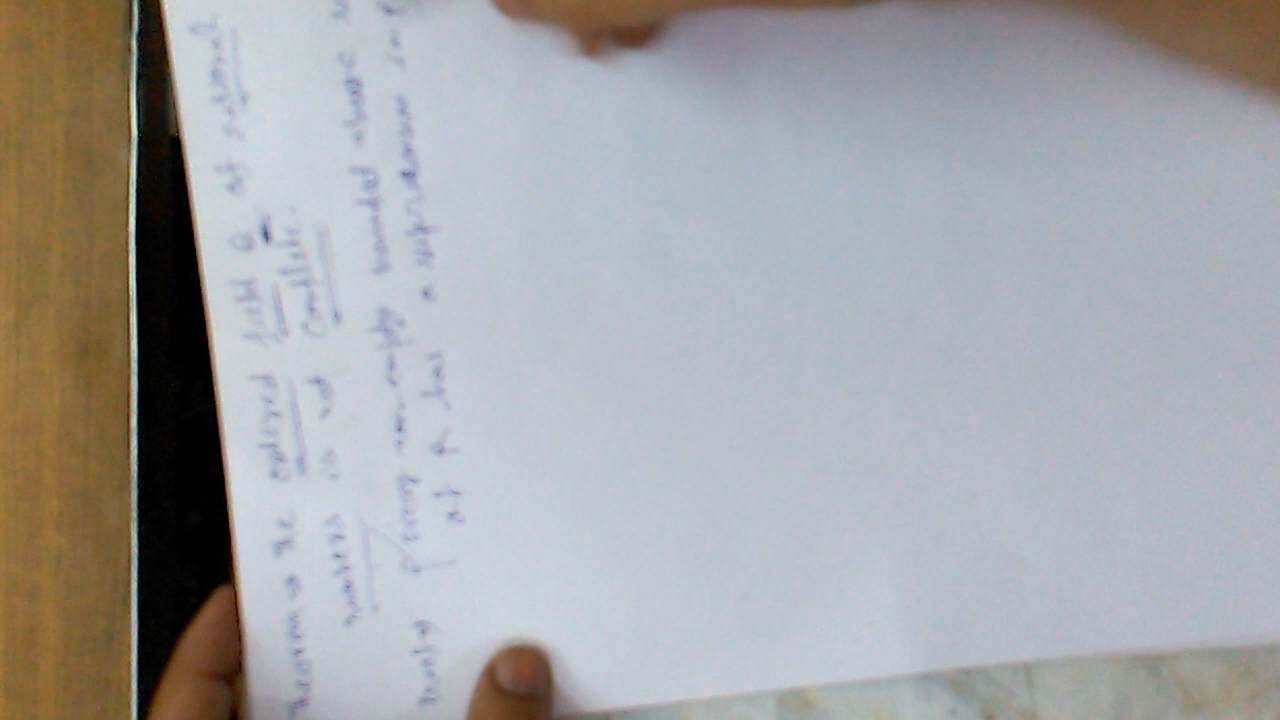 Theorem → The ordered field Q of rational
numbers is not complete.
Proof → [ Every non-empty bounded above
of R has a supremum in